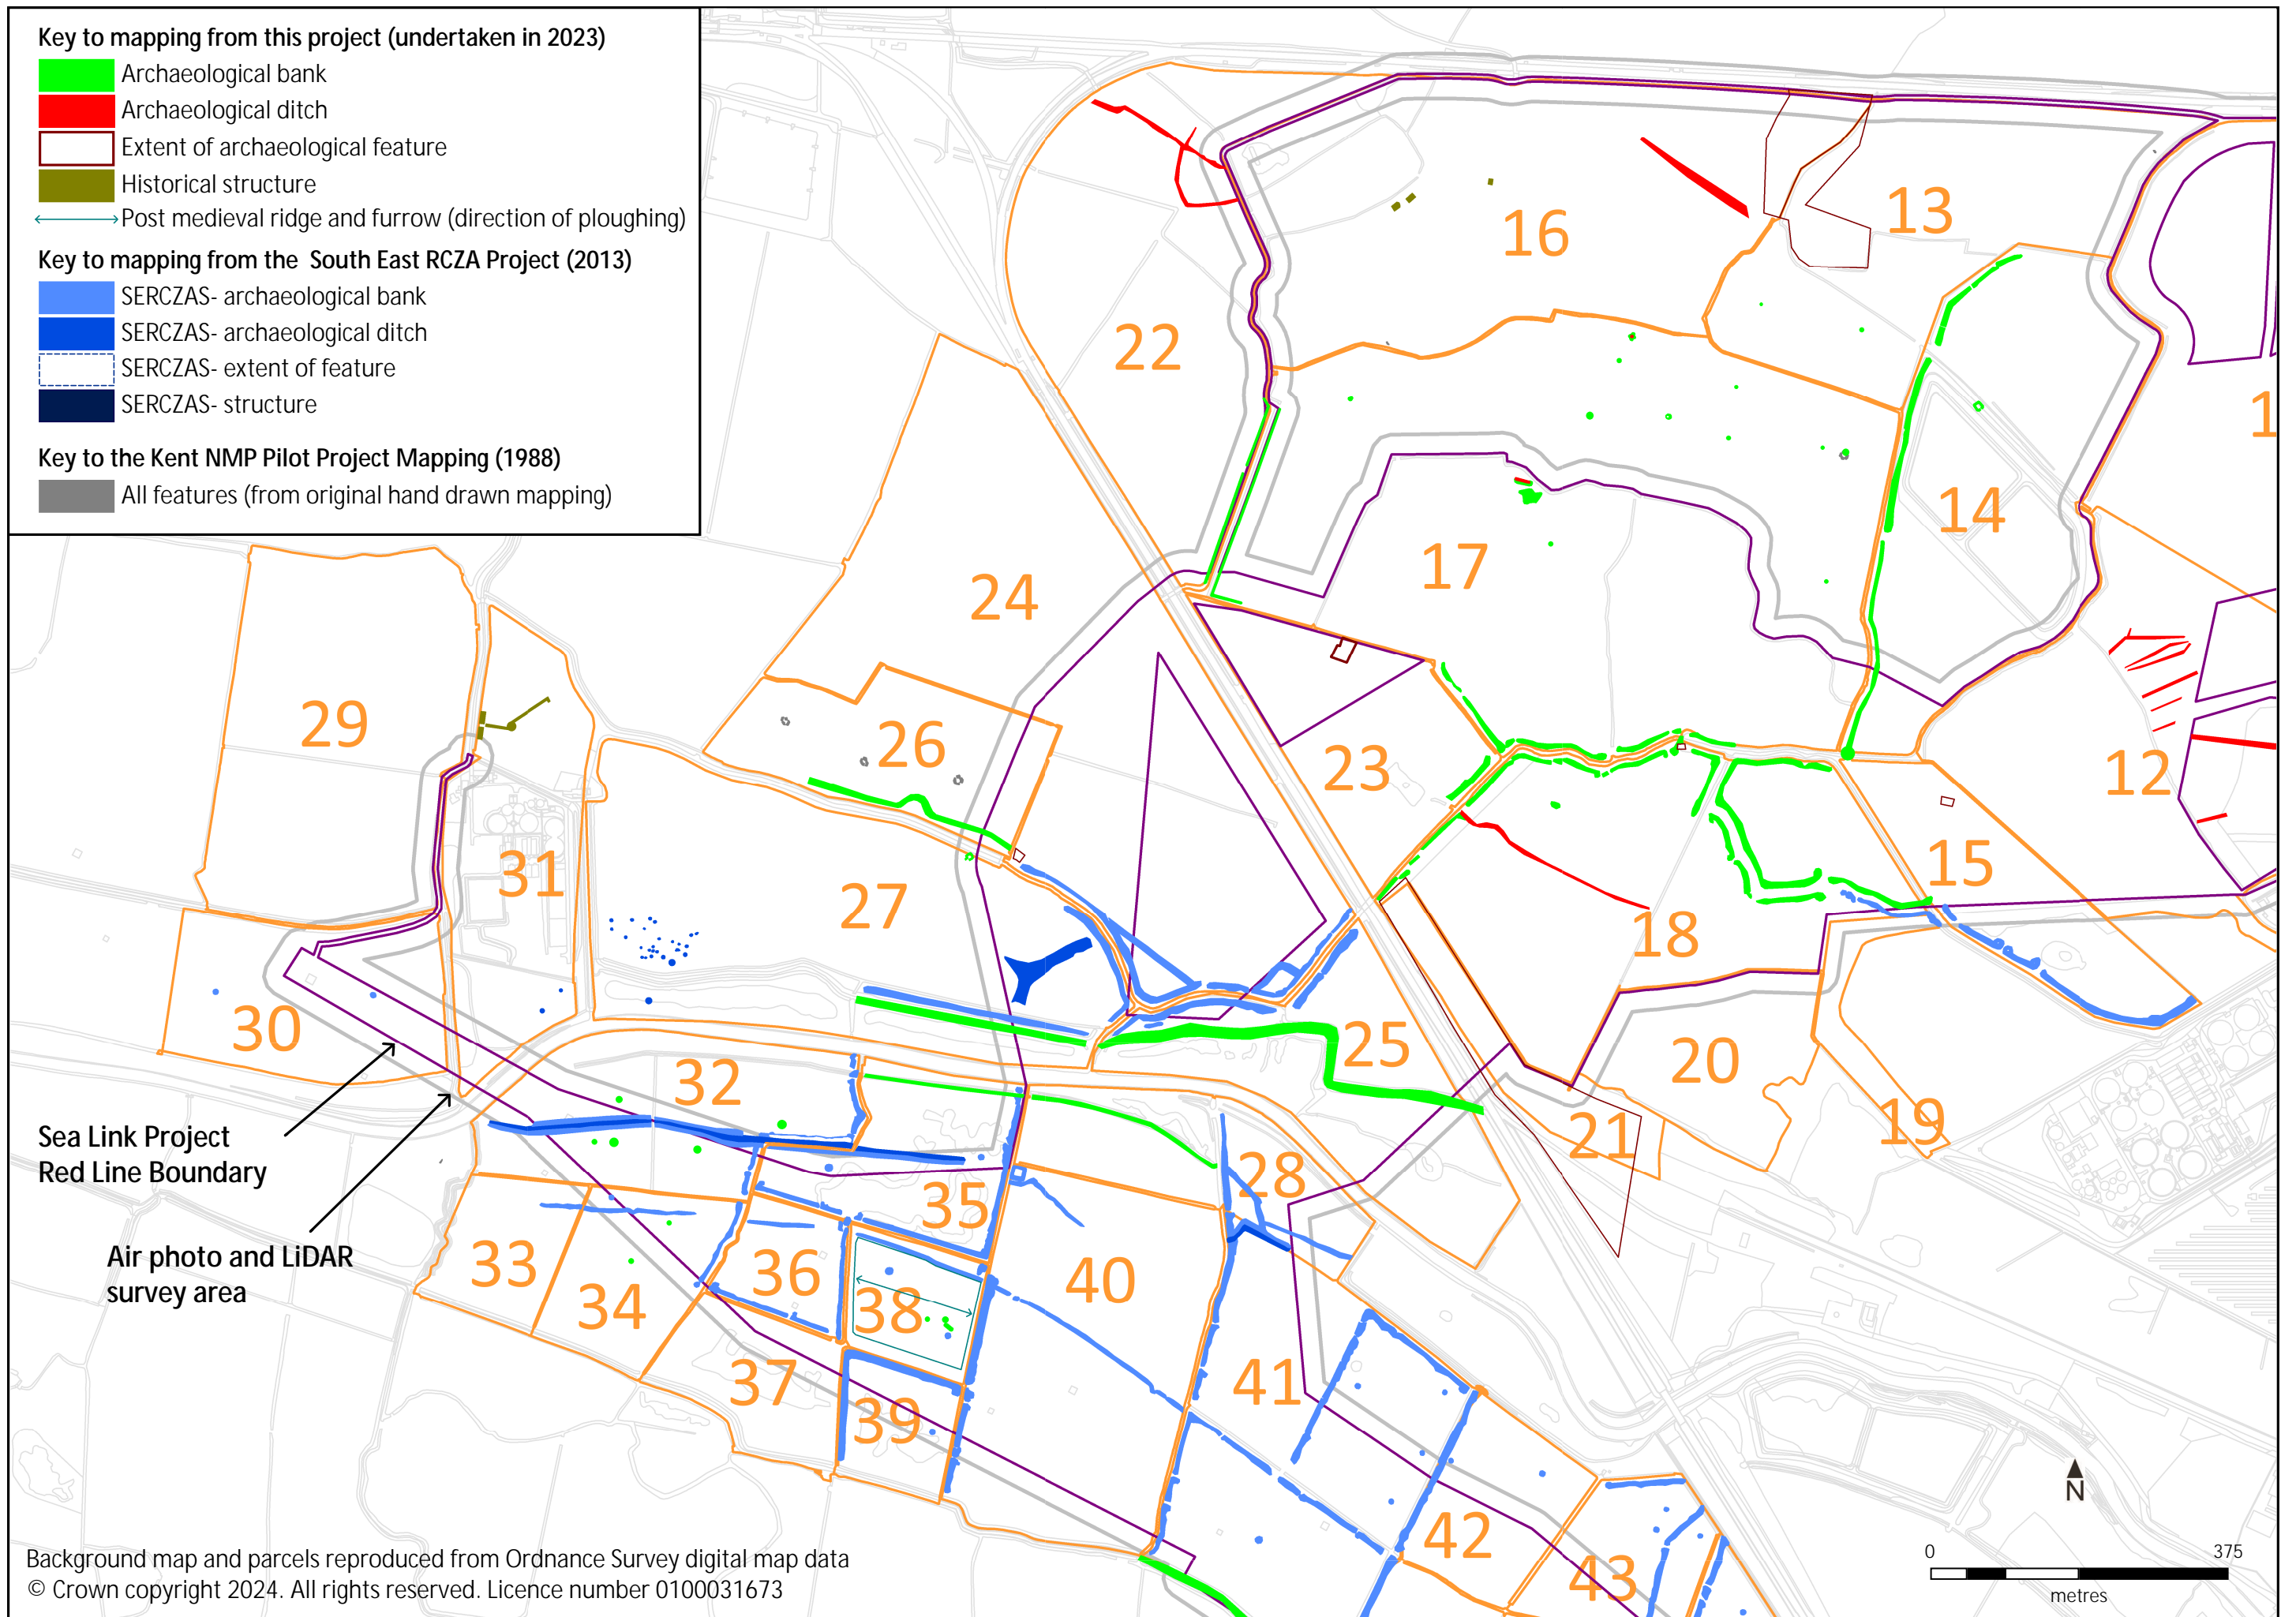 Key to mapping from this project (undertaken in 2023)
Archaeological bank
Archaeological ditch
Extent of archaeological feature
Historical structure
Post medieval ridge and furrow (direction of ploughing)
Key to mapping from the South East RCZA Project (2013)
SERCZAS- archaeological bank
SERCZAS- archaeological ditch
SERCZAS- extent of feature
SERCZAS- structure
Key to the Kent NMP Pilot Project Mapping (1988)
All features (from original hand drawn mapping)
13
16
22
1
14
17
24
29
26
23
12
31
27
15
18
30
25
32
20
21
19
Sea Link Project
Red Line Boundary
28
35
Air photo and LiDAR
survey area
33
34
36
38
40
37
39
41
42
43
N
0
375
metres
Background map and parcels reproduced from Ordnance Survey digital map data
© Crown copyright 2024. All rights reserved. Licence number 0100031673